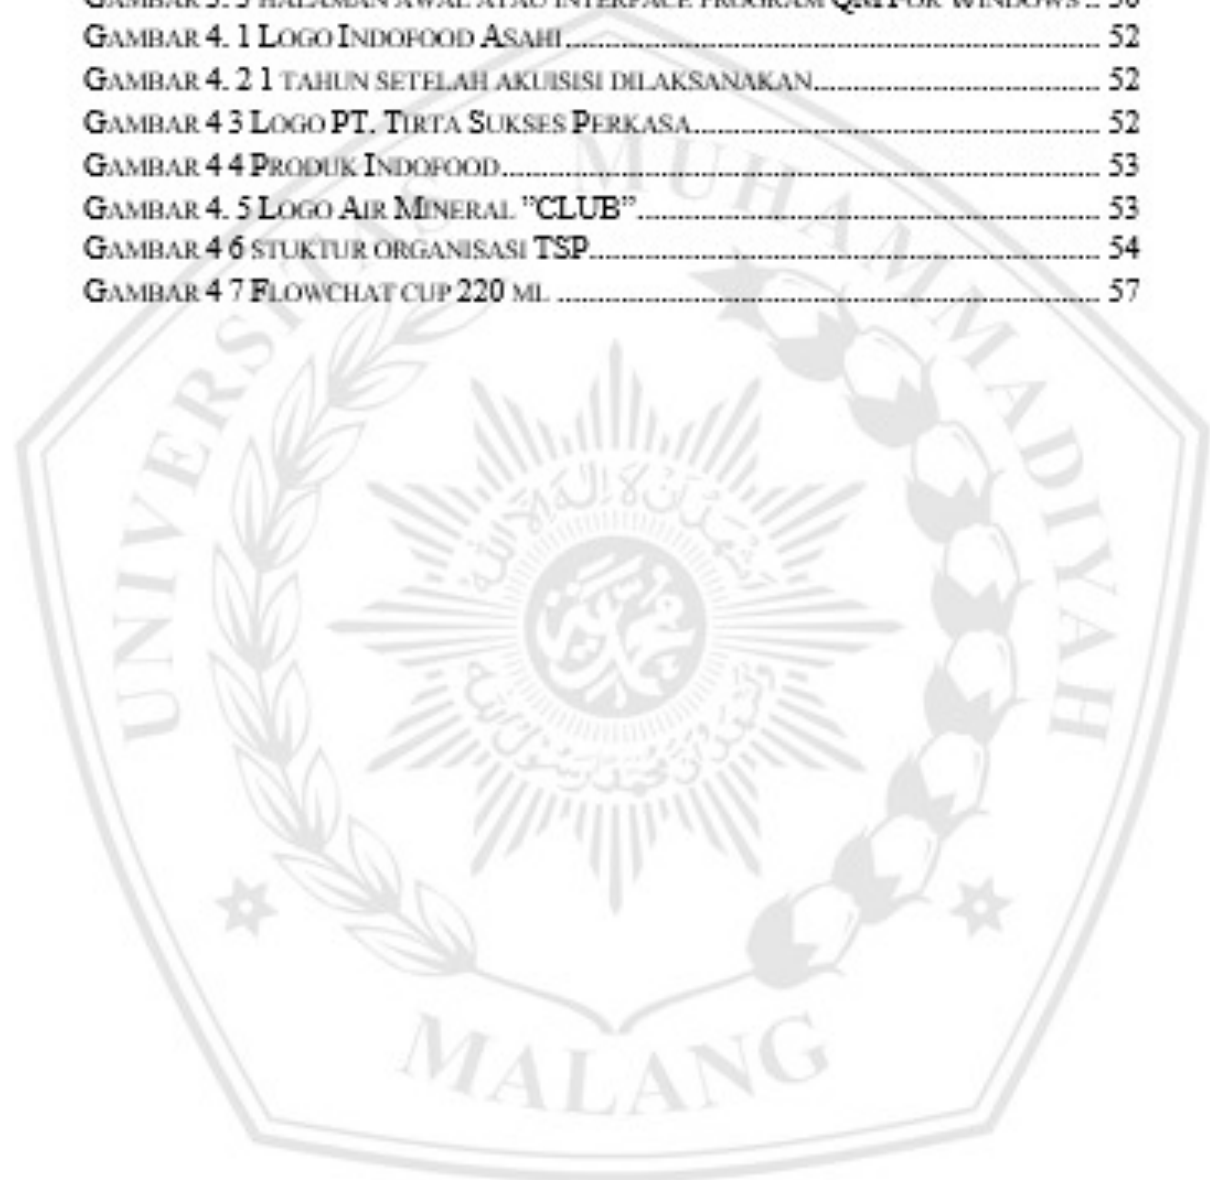 GAMBAR 4. 1 LOGO INDOFOOD ASAHI 52
GAMBAR 4. 2 1 TAHUN SETELAH AKUISISI DILAKSANAKAN 52
GAMBAR 4 3 LOGO PT. TIRTA SUKSES PERKASA 52
GAMBAR 4 4 PRODUK INDOFOOD 53
GAMBAR 4. 5 LOGO AIR MINERAL ”CLUB” 53
GAMBAR 4 6 STUKTUR ORGANISASI TSP 54
GAMBAR 4 7 FLOWCHAT CUP 220 ML 57
UNIVERSITAS MUHAMMADIYAH
MALANG